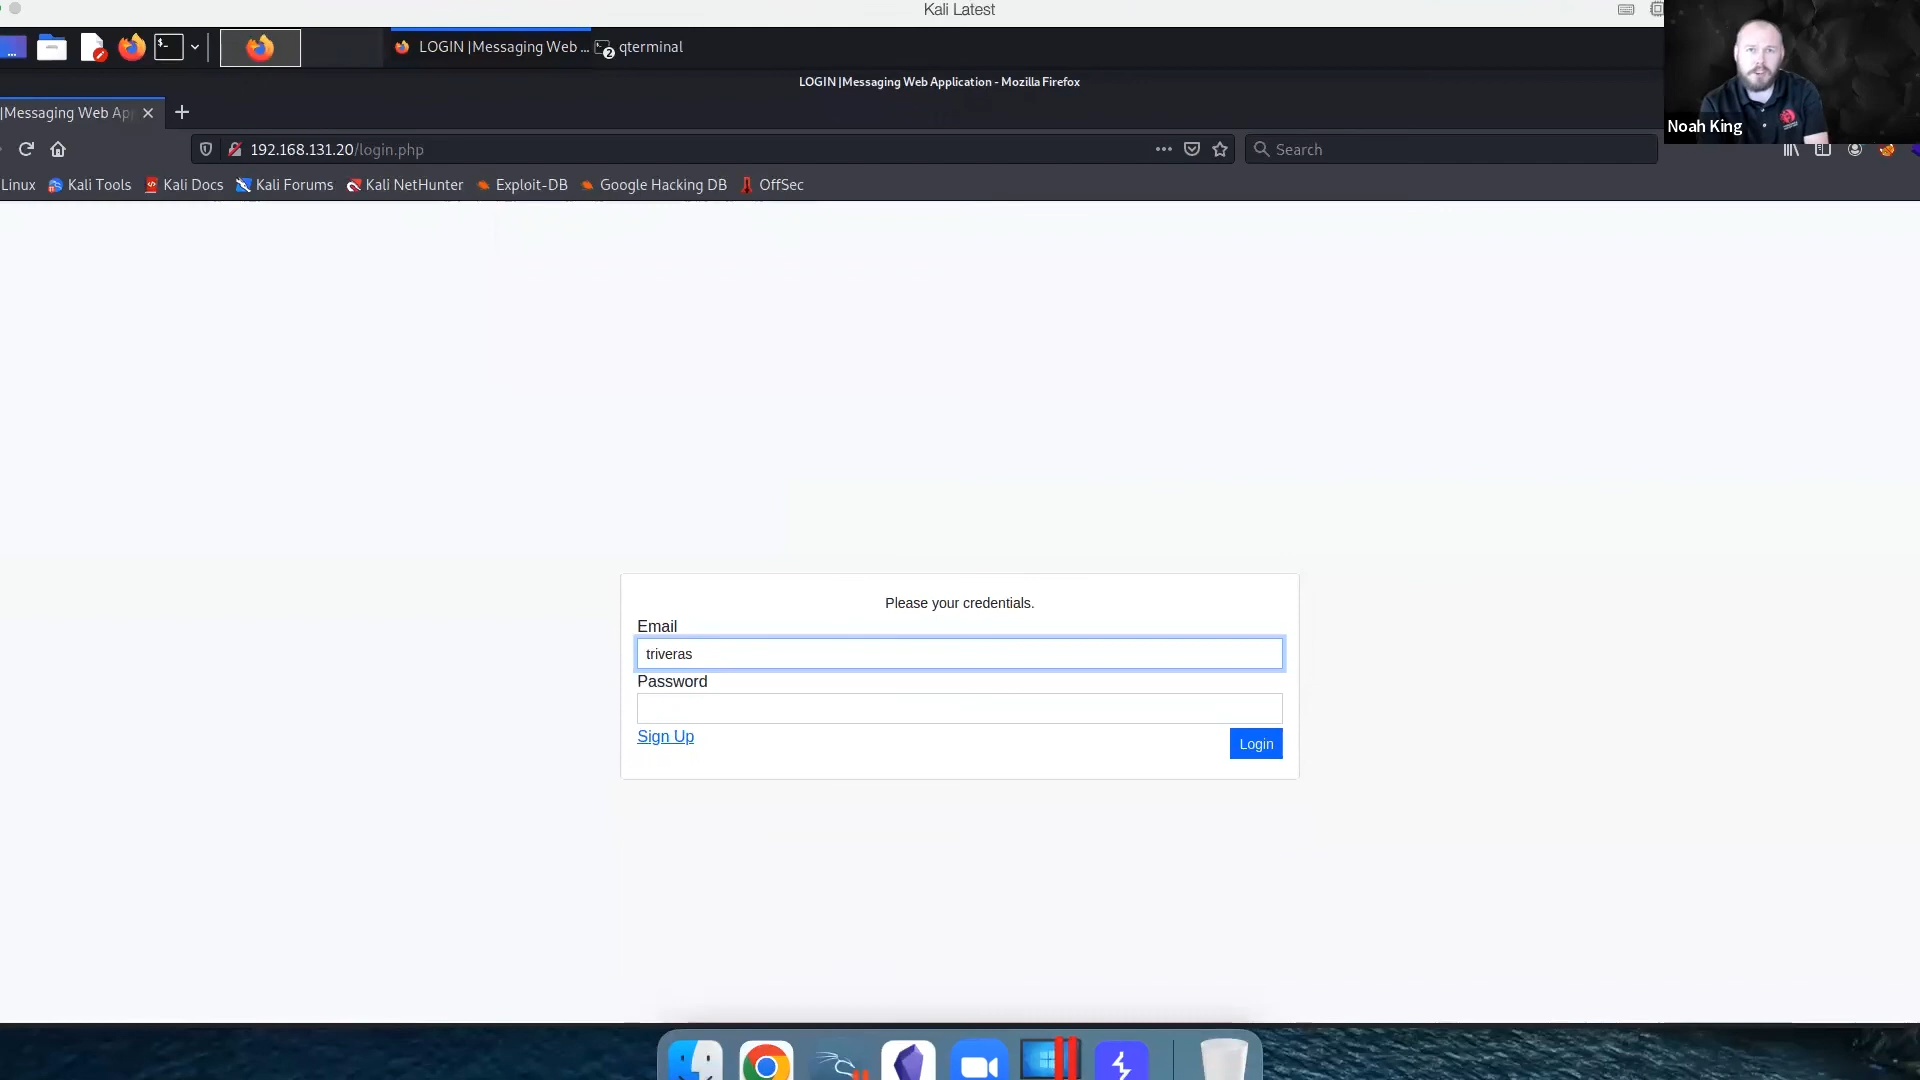 Kali Latest
LOGIN |Messaging Web ...
2
qterminal
LOGIN |Messaging Web Application - Mozilla Firefox
|Messaging Web Ap
192.168.131.20/login.php
Search
Noah King
Linux
Kali Tools
Kali Docs
Kali Forums
Kali NetHunter
Exploit-DB
Google Hacking DB
OffSec
Please your credentials.
Email
triveras
Password
Sign Up
Login